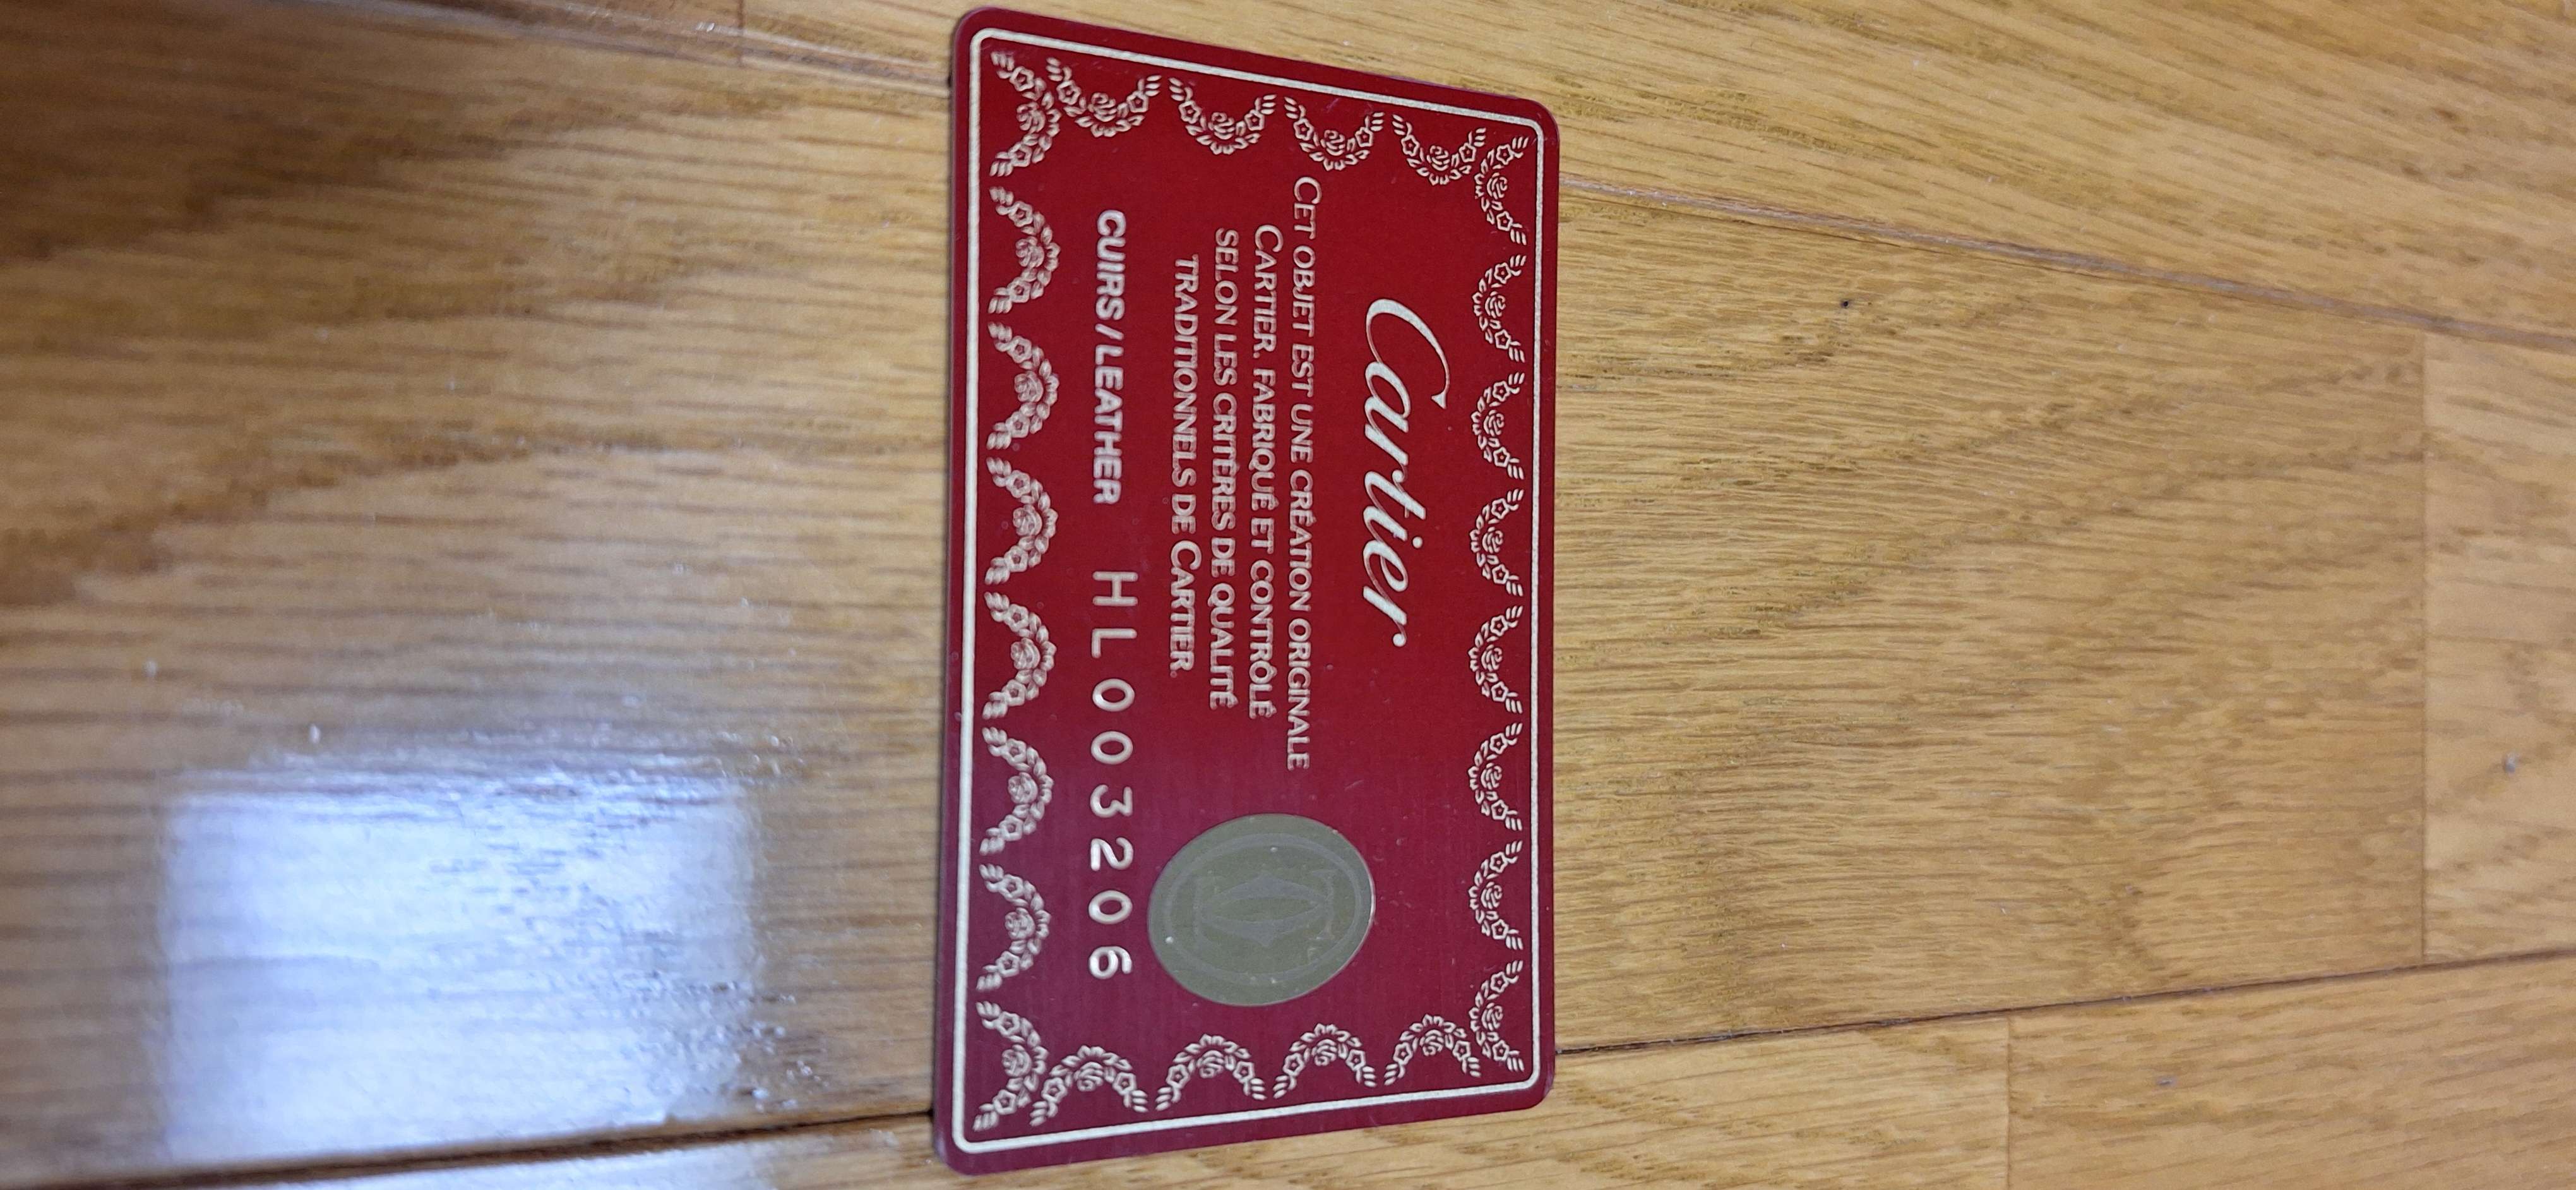 Cartier
CET OBJET EST UNE CRÉATION ORIGINALE
CARTIER. FABRIQUÉ ET CONTRÔLÉ
SELON LES CRITÈRES DE QUALITÉ
TRADITIONNELS DE CARTIER.
CUIRS/LEATHER HL003206